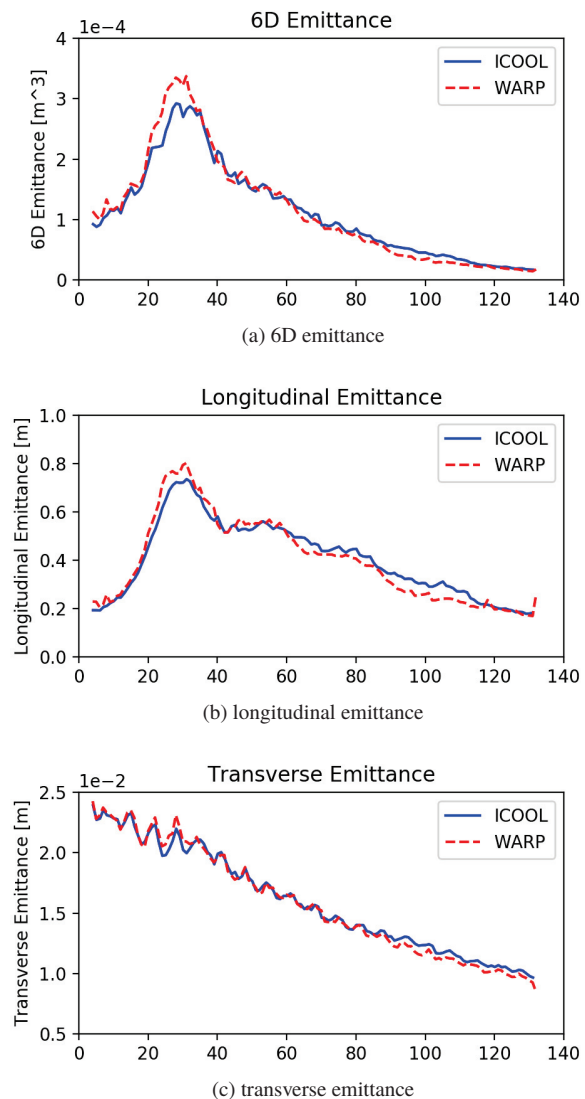 6D Emittance
1e−4
6D Emittance [m^3]
4
3
2
1
0
ICOOL
WARP
0 20 40 60 80 100 120 140
(a) 6D emittance
Longitudinal Emittance
Longitudinal Emittance [m]
1.0
0.8
0.6
0.4
0.2
0.0
ICOOL
WARP
0 20 40 60 80 100 120 140
(b) longitudinal emittance
Transverse Emittance
1e−2
Transverse Emittance [m]
2.5
2.0
1.5
1.0
0.5
ICOOL
WARP
0 20 40 60 80 100 120 140
(c) transverse emittance